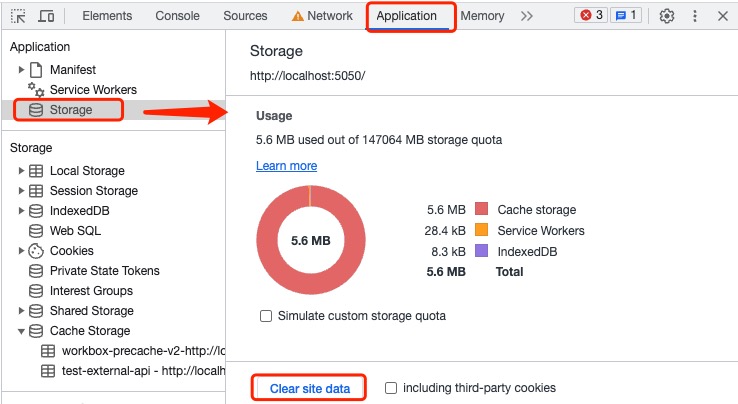 Elements Console Sources Network Application Memory 3 1
Application
Manifest
Service Workers
Storage
Storage
Local Storage
Session Storage
IndexedDB
Web SQL
Cookies
Private State Tokens
Interest Groups
Shared Storage
Cache Storage
workbox-precache-v2-http://lo
test-external-api - http://localh
Storage
http://localhost:5050/
Usage
5.6 MB used out of 147064 MB storage quota
Learn more
5.6 MB
5.6 MB Cache storage
28.4 kB Service Workers
8.3 kB IndexedDB
5.6 MB Total
Simulate custom storage quota
Clear site data including third-party cookies